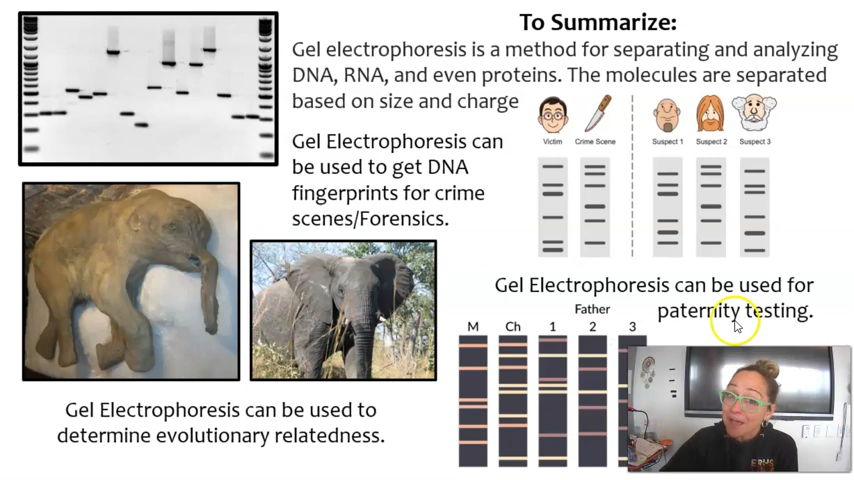 To Summarize:
Gel electrophoresis is a method for separating and analyzing
DNA, RNA, and even proteins. The molecules are separated
based on size and charge
Gel Electrophoresis can
be used to get DNA
fingerprints for crime
scenes/Forensics.
Victim Crime Scene Suspect 1 Suspect 2 Suspect 3
Gel Electrophoresis can be used for
paternity testing.
Father
M Ch 1 2 3
Gel Electrophoresis can be used to
determine evolutionary relatedness.